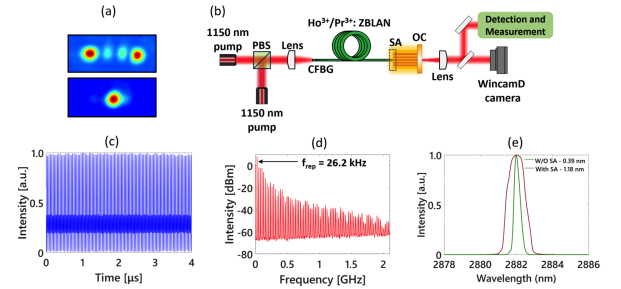 (a)
(b)
1150 nm
pump
PBS
Lens
Ho³⁺/Pr³⁺: ZBLAN
CFBG
SA
OC
Lens
Detection and
Measurement
WincamD
camera
1150 nm
pump
(c)
Intensity [a.u.]
1.0
0.5
0
0 1 2 3 4
Time [µs]
(d)
Intensity [dBm]
10
0
-20
-40
-60
-80
f_rep = 26.2 kHz
0 0.5 1 1.5 2
Frequency [GHz]
(e)
Intensity [a.u.]
1.0
0.5
0
W/O SA - 0.39 nm
With SA - 1.18 nm
2878 2880 2882 2884 2886
Wavelength (nm)